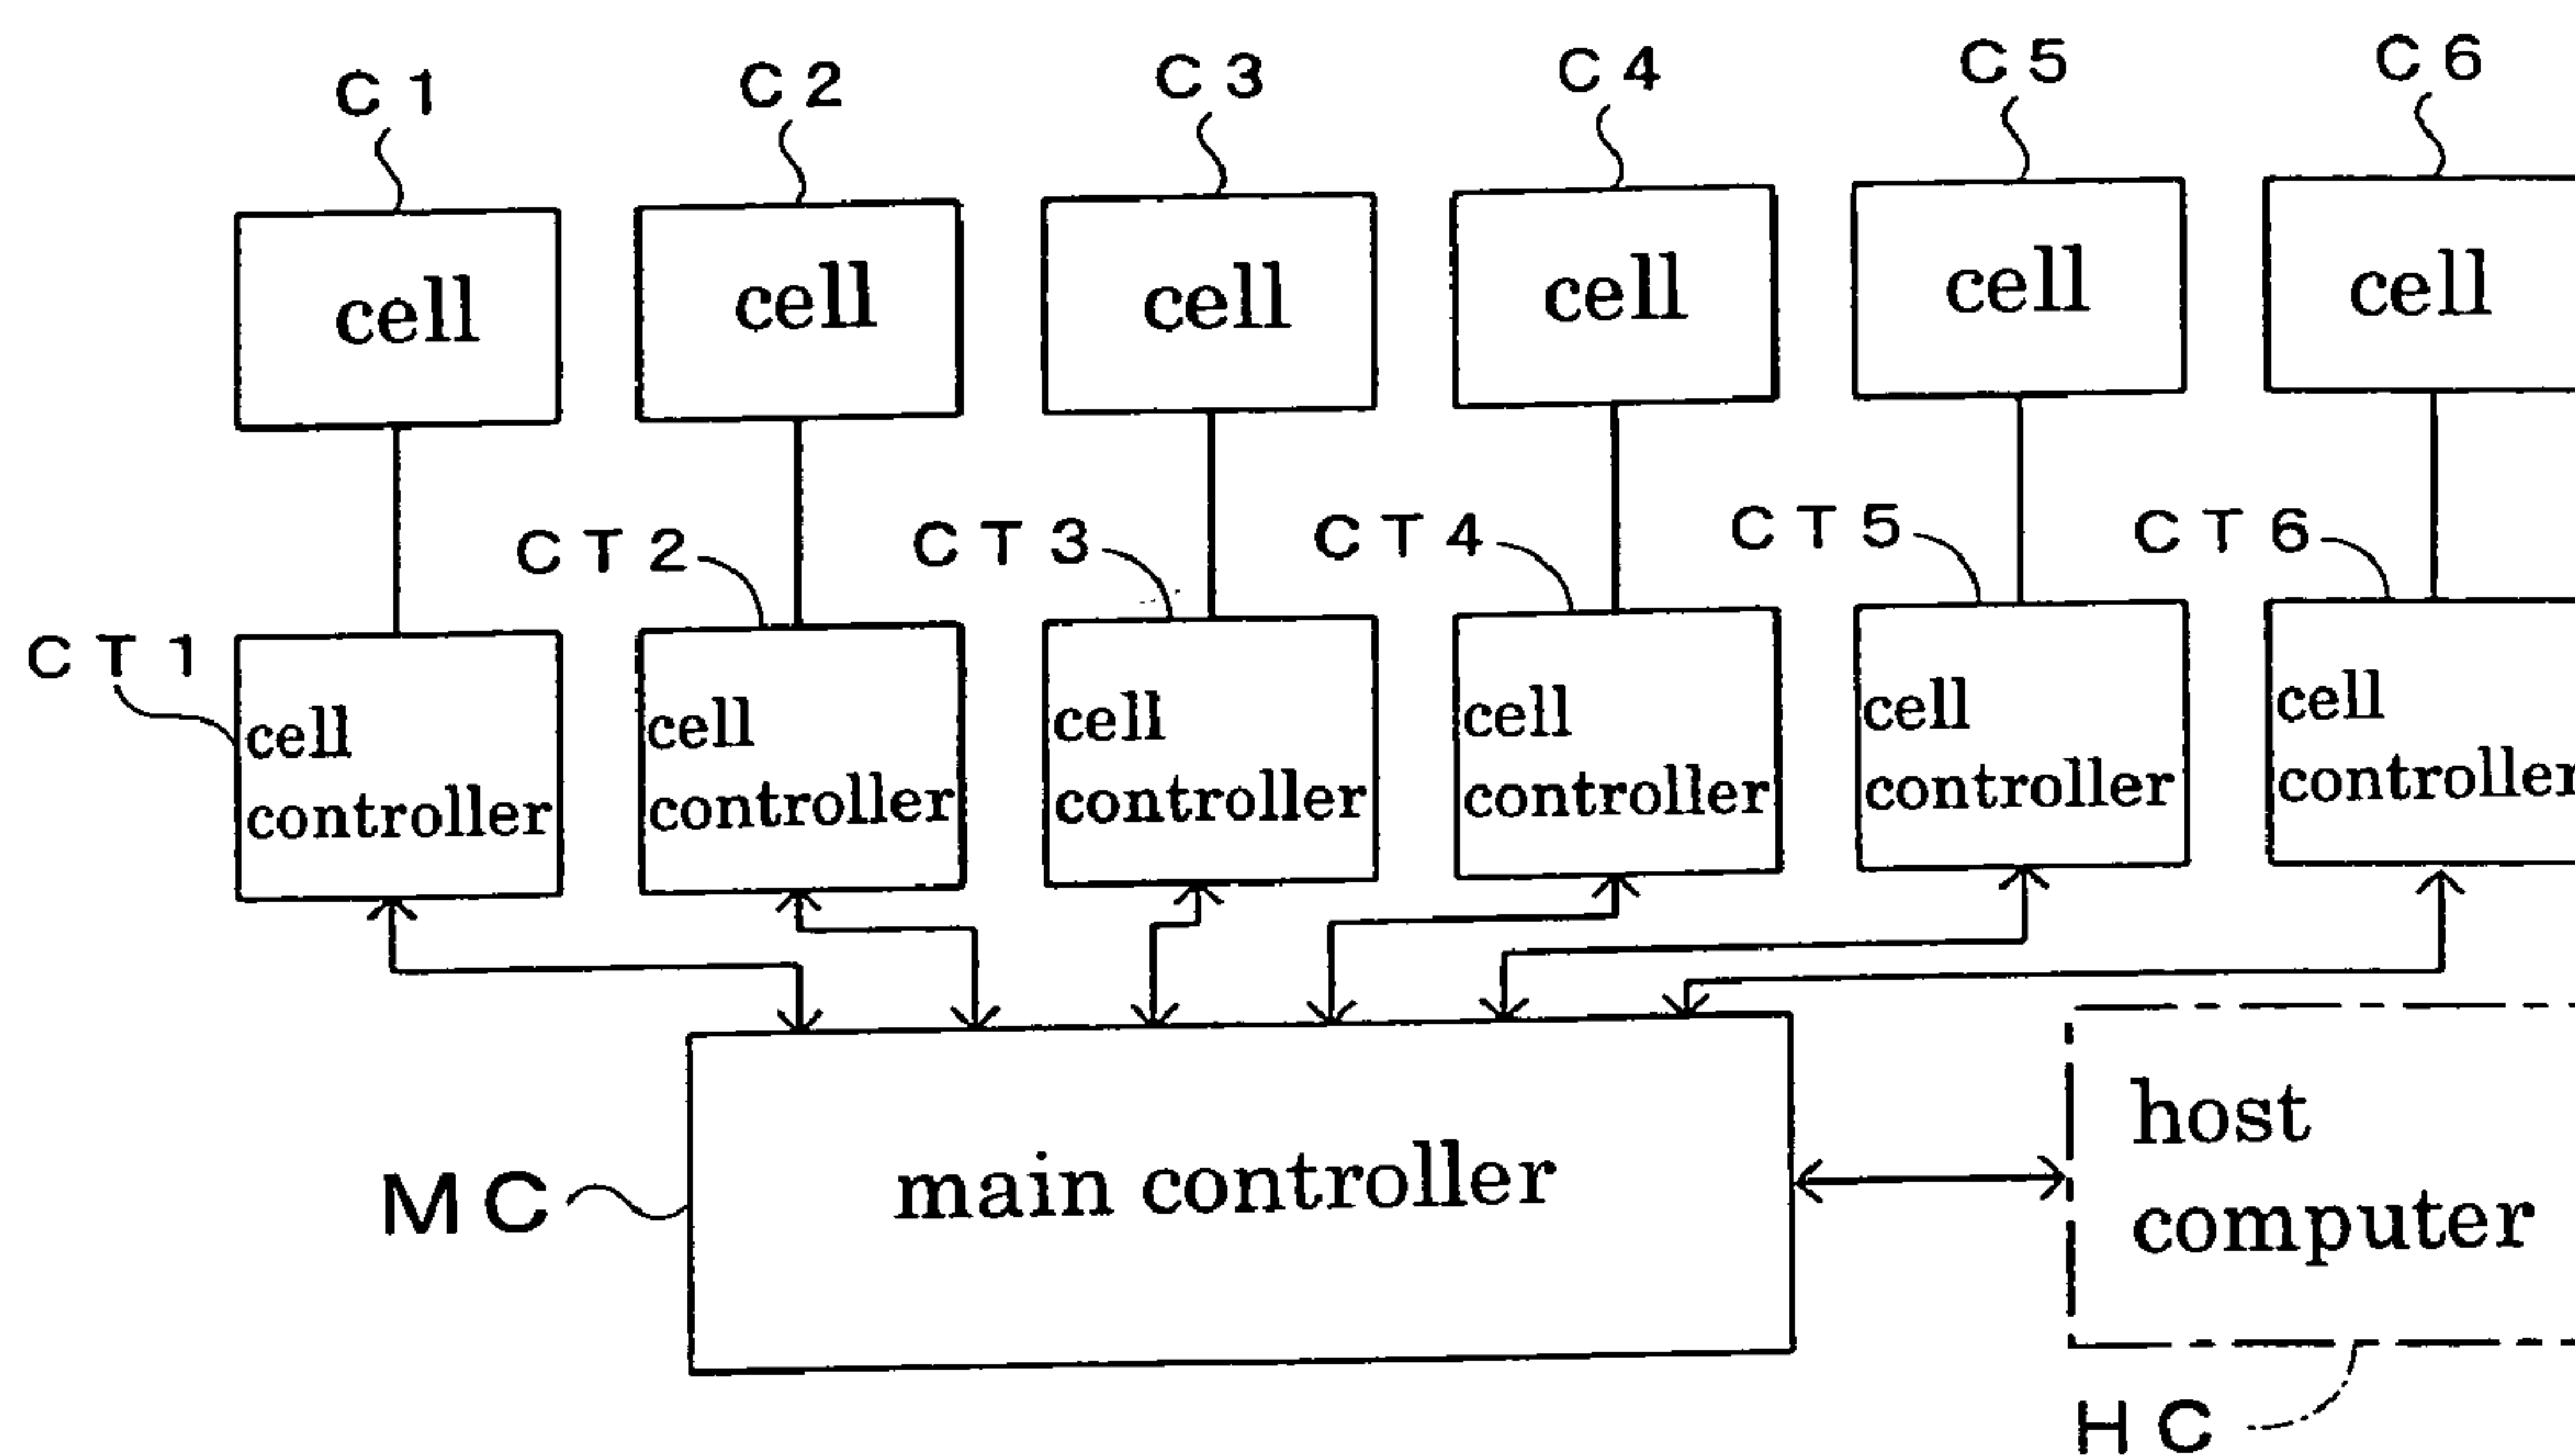 C1 C2 C3 C4 C5 C6
cell cell cell cell cell cell
CT1 CT2 CT3 CT4 CT5 CT6
cell cell cell cell cell cell
controller controller controller controller controller controller
MC
main controller
host
computer
HC